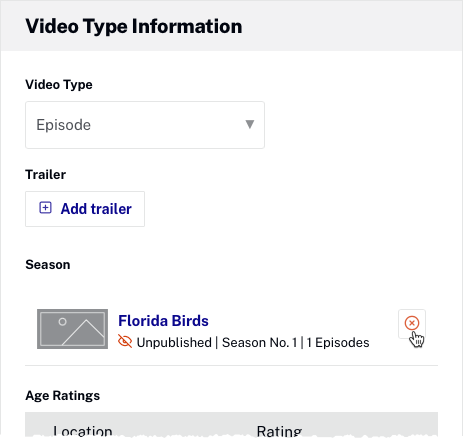 Video Type Information
Video Type
Episode
Trailer
Add trailer
Season
Florida Birds
Unpublished | Season No. 1 | 1 Episodes
Age Ratings
Location Rating